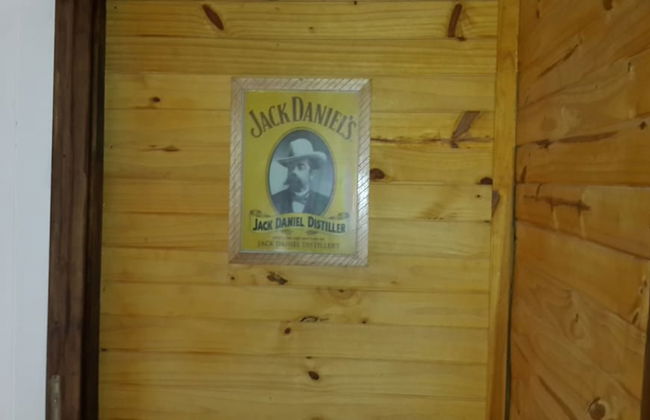 JACK DANIEL'S
JACK DANIEL DISTILLER
JACK DANIEL DISTILLERY